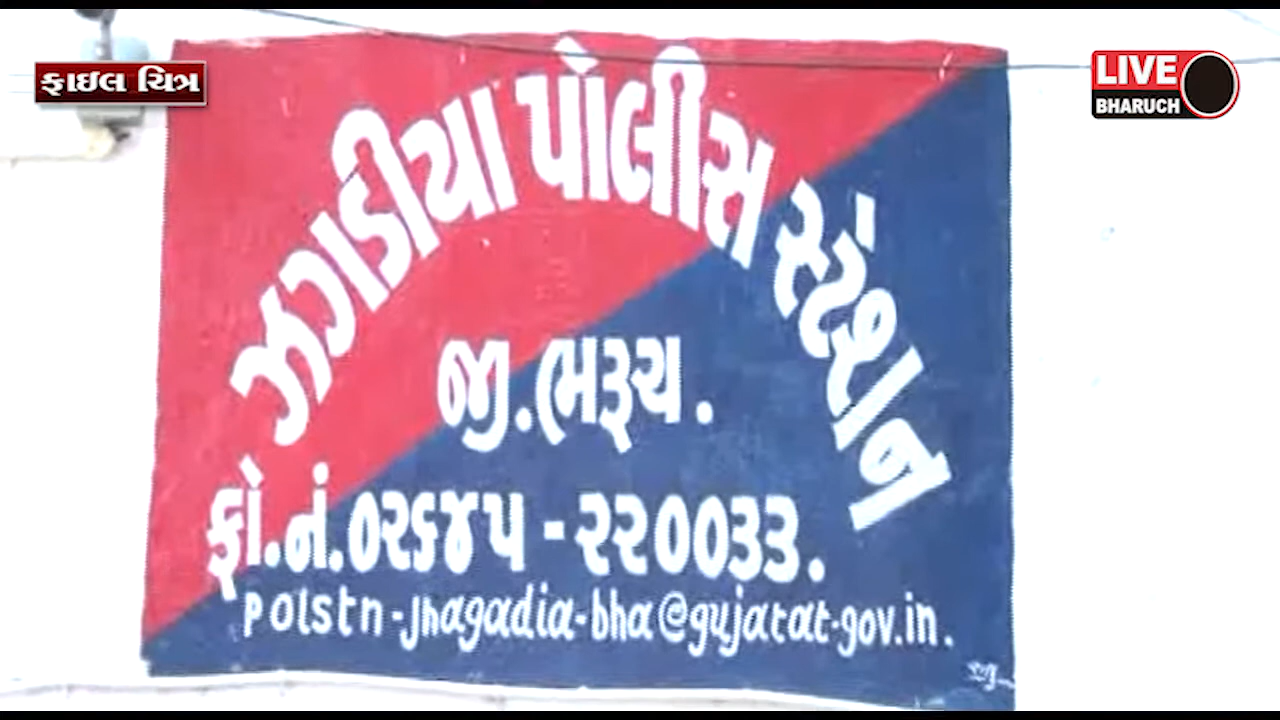 ફાઇલ ચિત્ર
LIVE
BHARUCH
ઝગડીયા પોલીસ સ્ટેશન
જી.ભરૂચ.
ફો.નં.૦૨૬૪૫-૨૨૦૦૩૩.
polstn-jhagadia-bha@gujarat-gov.in.